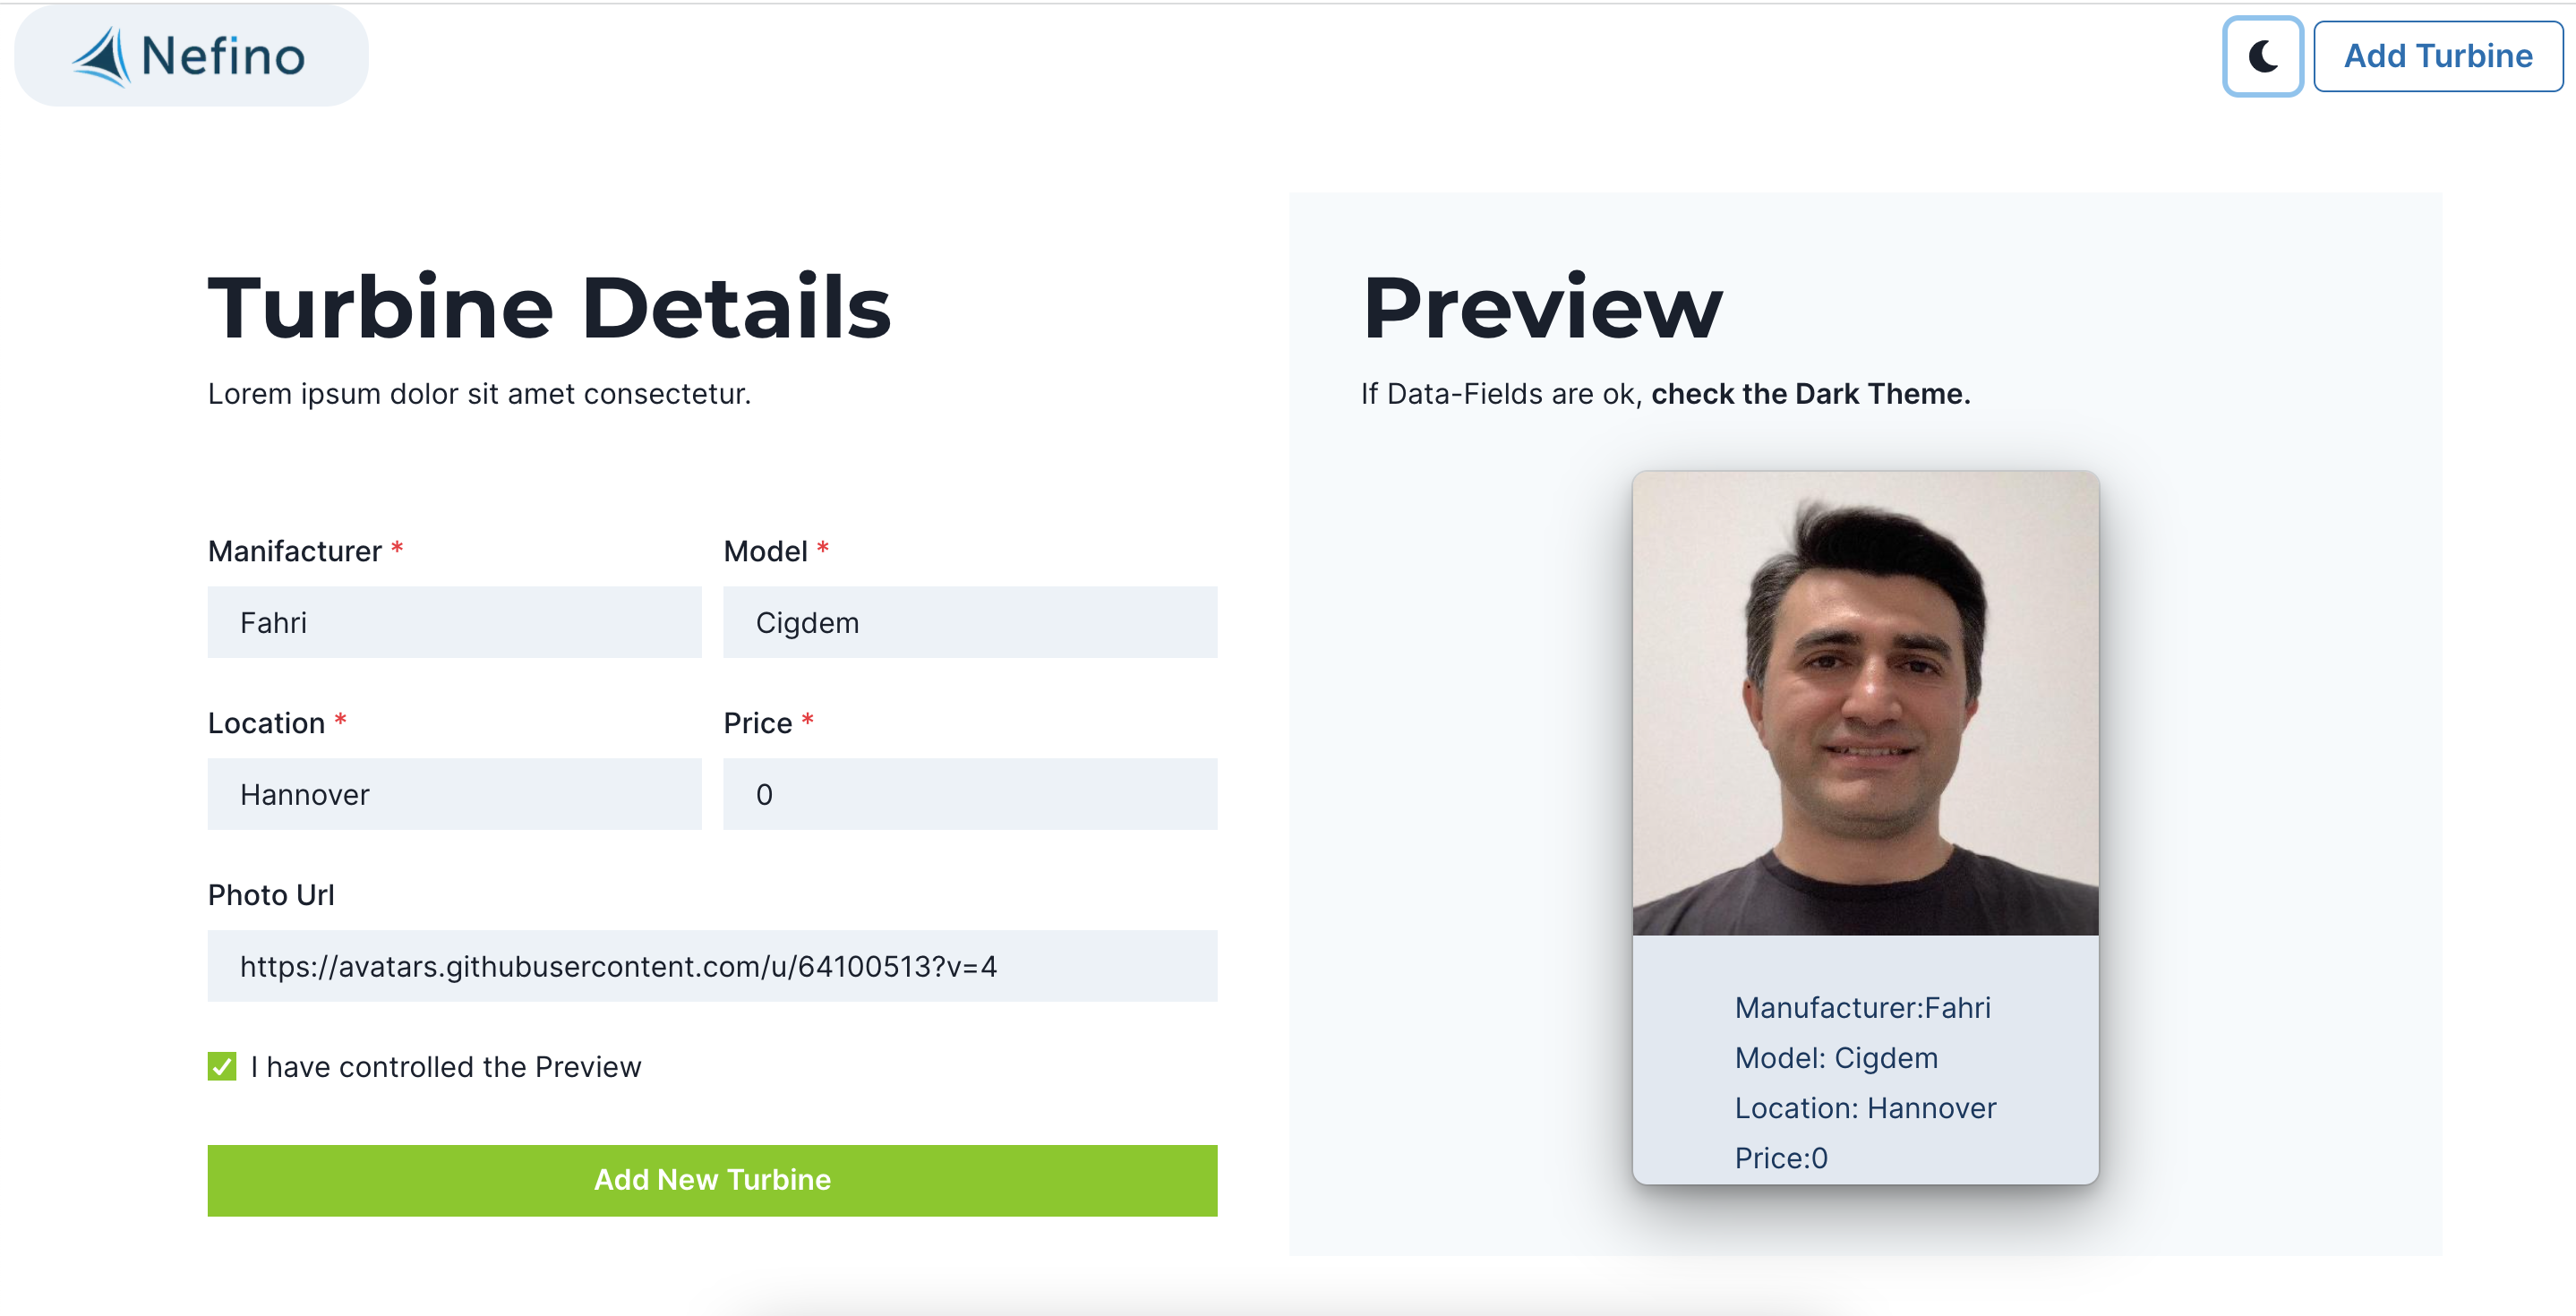 Nefino
Add Turbine
Turbine Details
Lorem ipsum dolor sit amet consectetur.
Manifacturer *
Model *
Fahri
Cigdem
Location *
Price *
Hannover
0
Photo Url
https://avatars.githubusercontent.com/u/64100513?v=4
I have controlled the Preview
Add New Turbine
Preview
If Data-Fields are ok, check the Dark Theme.
Manufacturer:Fahri
Model: Cigdem
Location: Hannover
Price:0